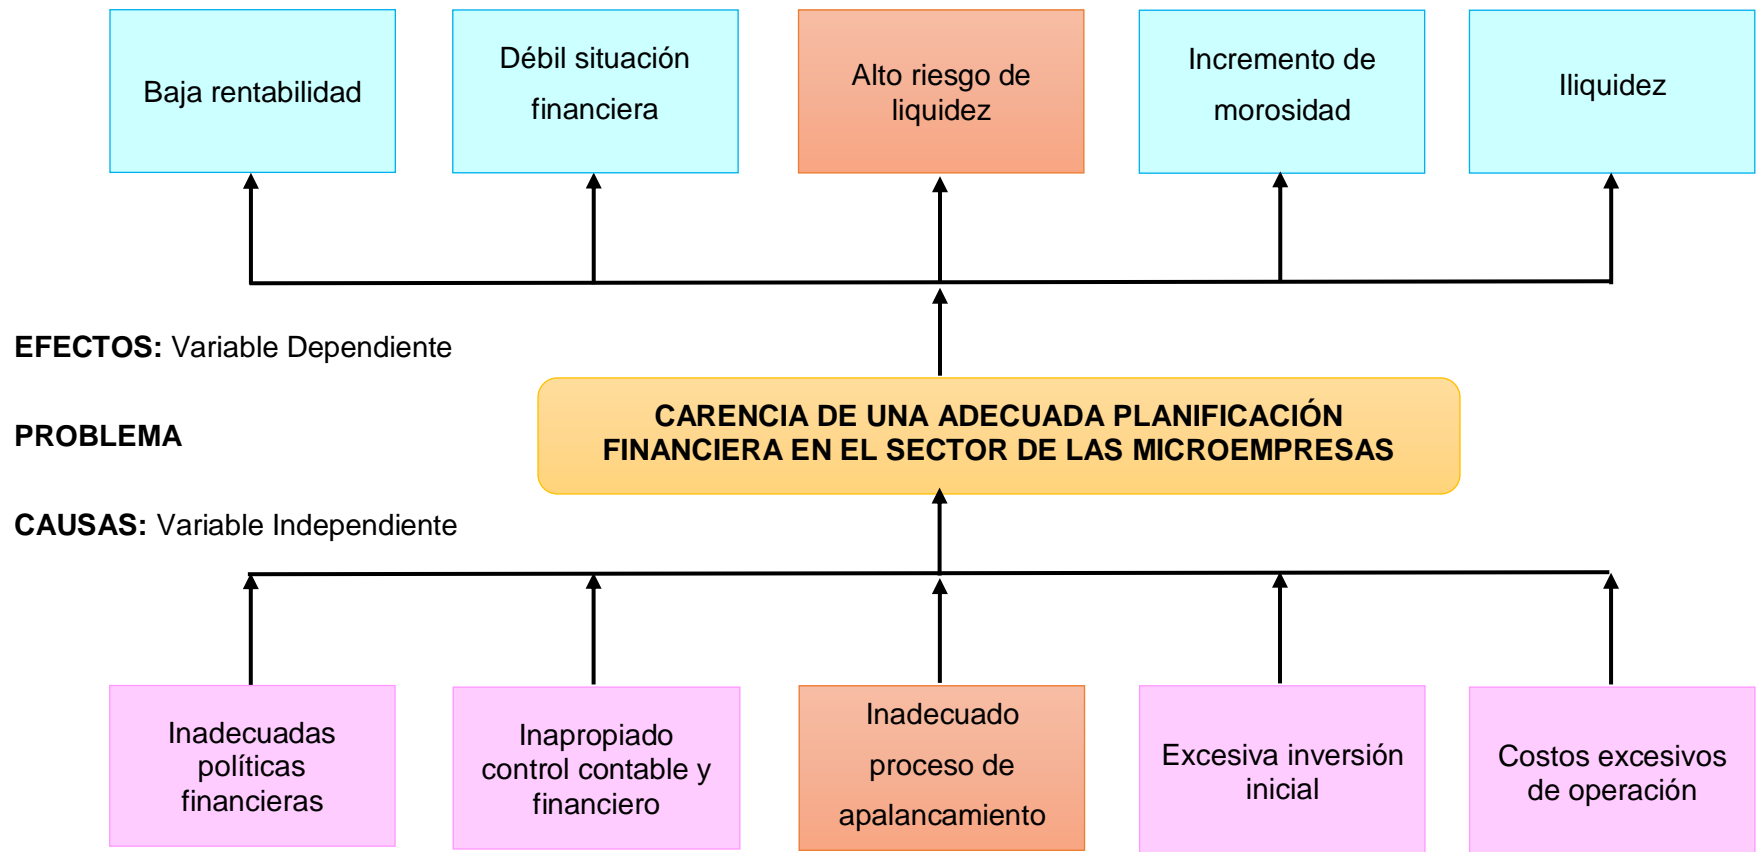 Baja rentabilidad
Débil situación
financiera
Alto riesgo de
liquidez
Incremento de
morosidad
Iliquidez
EFECTOS: Variable Dependiente
PROBLEMA
CARENCIA DE UNA ADECUADA PLANIFICACIÓN
FINANCIERA EN EL SECTOR DE LAS MICROEMPRESAS
CAUSAS: Variable Independiente
Inadecuadas
políticas
financieras
Inapropiado
control contable y
financiero
Inadecuado
proceso de
apalancamiento
Excesiva inversión
inicial
Costos excesivos
de operación